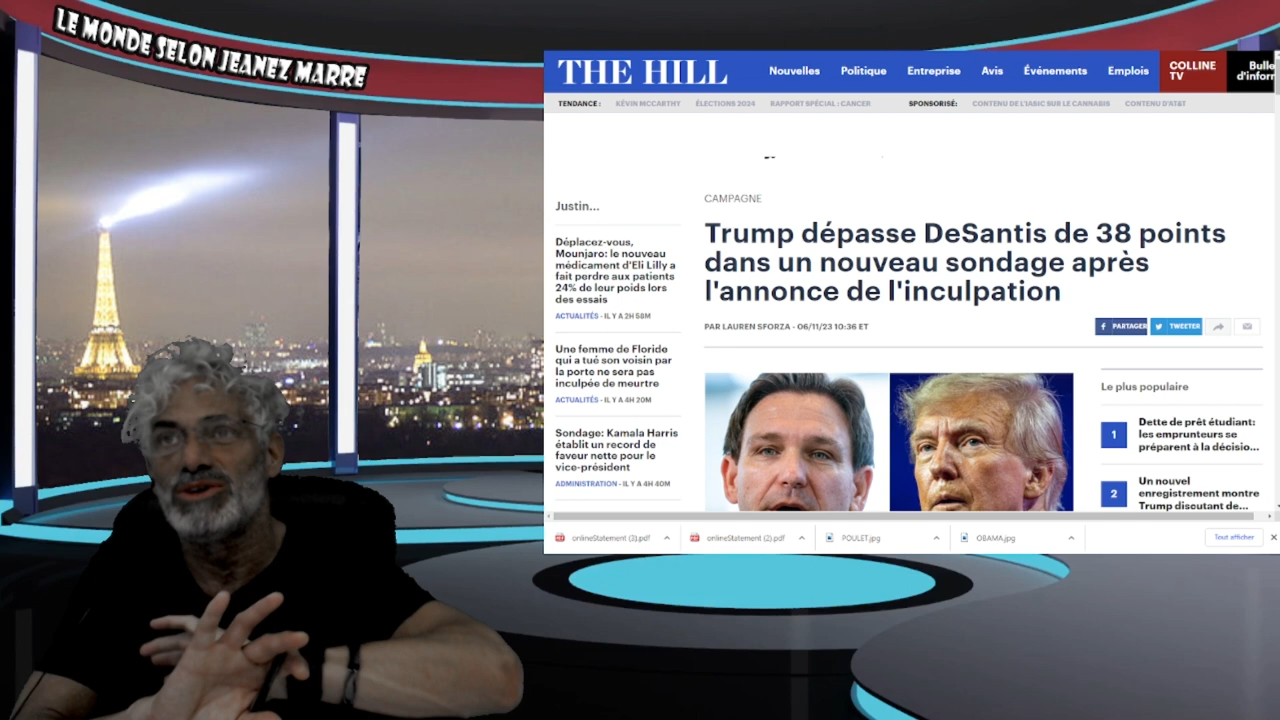 LE MONDE SELON JEANEZ MARRE
THE HILL
Nouvelles Politique Entreprise Avis Événements Emplois COLLINE TV
TENDANCE : KÉVIN MCCARTHY ÉLECTIONS 2024 RAPPORT SPÉCIAL : CANCER SPONSORISÉ: CONTENU DE L'IABIC SUR LE CANNABIS CONTENU D'AT&T
Justin...
Déplacez-vous,
Mounjaro: le nouveau
médicament d'Eli Lilly a
fait perdre aux patients
24% de leur poids lors
des essais
ACTUALITÉS - IL Y A 2H 58M
Une femme de Floride
qui a tué son voisin par
la porte ne sera pas
inculpée de meurtre
ACTUALITÉS - IL Y A 4H 20M
Sondage: Kamala Harris
établit un record de
faveur nette pour le
vice-président
ADMINISTRATION - IL Y A 4H 40M
CAMPAGNE
Trump dépasse DeSantis de 38 points
dans un nouveau sondage après
l'annonce de l'inculpation
PAR LAUREN SFORZA - 06/11/23 10:36 ET
PARTAGER TWEETER
Le plus populaire
1 Dette de prêt étudiant:
les emprunteurs se
préparent à la décisio...
2 Un nouvel
enregistrement montre
Trump discutant de...
onlineStatement (3).pdf onlineStatement (2).pdf POULET.jpg OBAMA.jpg Tout afficher